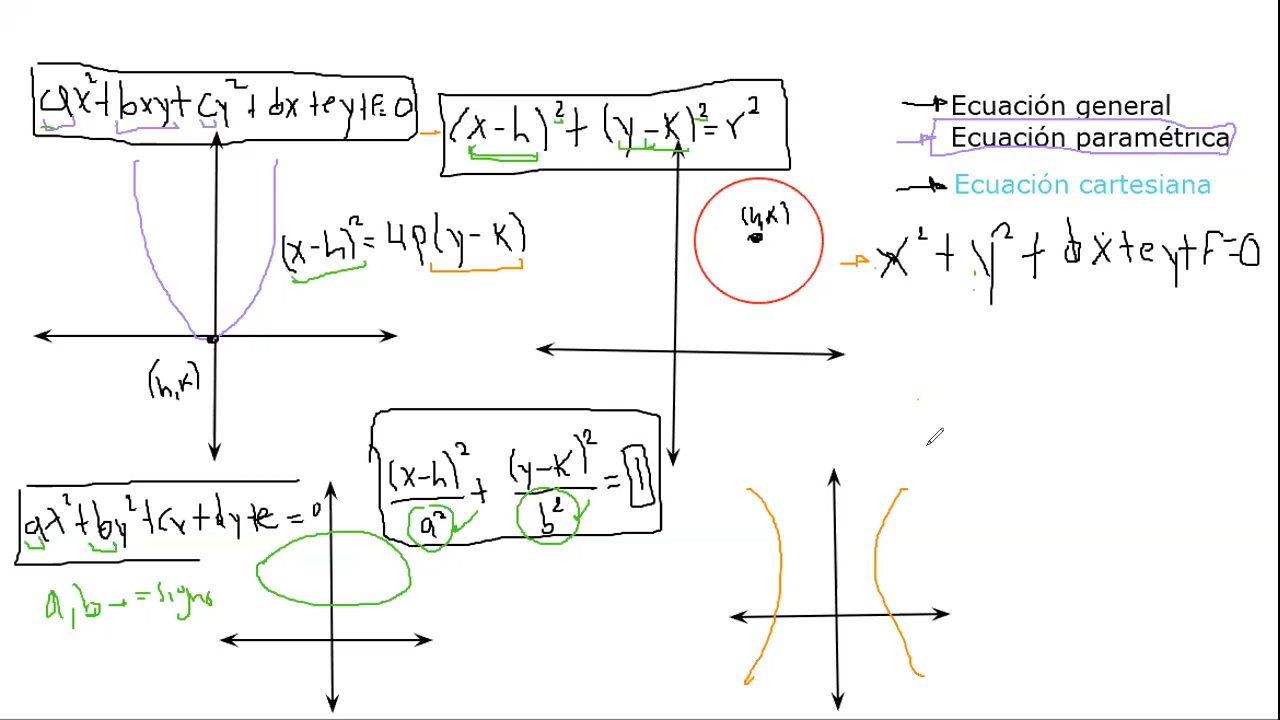 ax²+bxy+cy²+dx+ey+F=0
(x-h)²+(y-k)²=r²
Ecuación general
Ecuación paramétrica
Ecuación cartesiana
(h,k)
(x-h)²=4p(y-k)
x²+y²+dx+ey+F=0
(h,k)
(x-h)²/a² + (y-k)²/b² = 1
ax²+by²+cx+dy+e=0
a,b→=signo